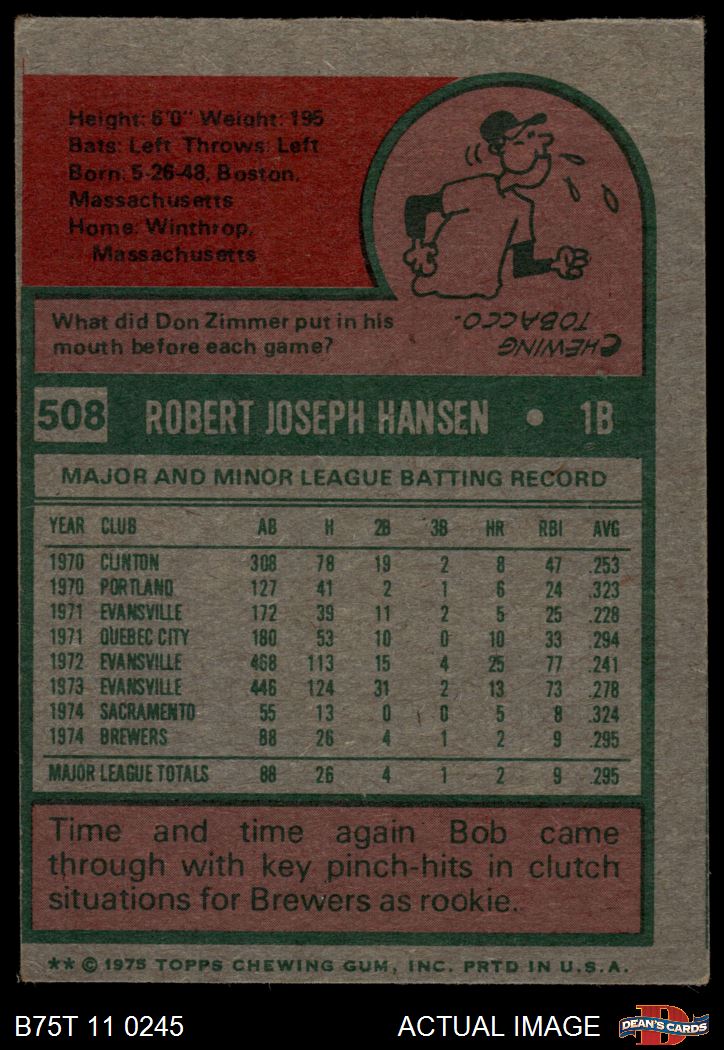 Height: 6'0" Weight: 195
Bats: Left Throws: Left
Born: 5-26-48, Boston,
Massachusetts
Home: Winthrop,
Massachusetts
What did Don Zimmer put in his
mouth before each game?
CHEWING
TOBACCO.
508 ROBERT JOSEPH HANSEN • 1B
MAJOR AND MINOR LEAGUE BATTING RECORD
YEAR CLUB AB H 2B 3B HR RBI AVG
1970 CLINTON 308 78 19 2 8 47 .253
1970 PORTLAND 127 41 2 1 6 24 .323
1971 EVANSVILLE 172 39 11 2 5 25 .228
1971 QUEBEC CITY 180 53 10 0 10 33 .294
1972 EVANSVILLE 468 113 15 4 25 77 .241
1973 EVANSVILLE 446 124 31 2 13 73 .278
1974 SACRAMENTO 55 13 0 0 5 8 .324
1974 BREWERS 88 26 4 1 2 9 .295
MAJOR LEAGUE TOTALS 88 26 4 1 2 9 .295
Time and time again Bob came
through with key pinch-hits in clutch
situations for Brewers as rookie.
** © 1975 TOPPS CHEWING GUM, INC. PRTD IN U.S.A.
B75T 11 0245 ACTUAL IMAGE
D
DEAN'S CARDS